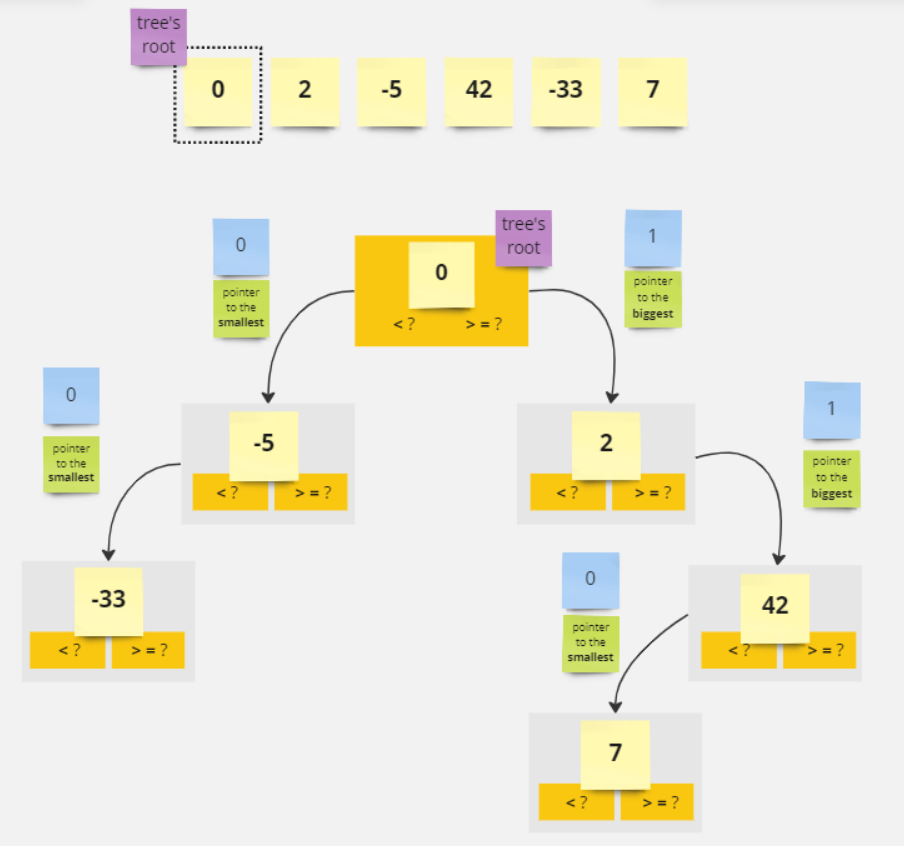 tree's
root
0
2
-5
42
-33
7
0
pointer
to the
smallest
tree's
root
0
< ?
> = ?
1
pointer
to the
biggest
0
pointer
to the
smallest
-5
< ?
> = ?
2
< ?
> = ?
1
pointer
to the
biggest
-33
< ?
> = ?
0
pointer
to the
smallest
42
< ?
> = ?
7
< ?
> = ?